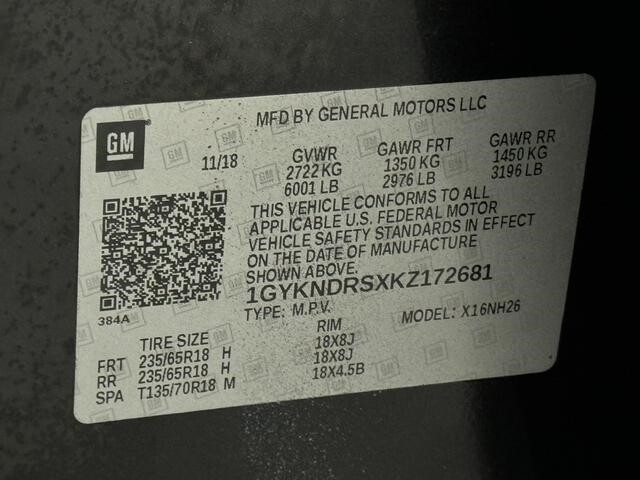 MFD BY GENERAL MOTORS LLC
GM
11/18
GVWR GAWR FRT GAWR RR
2722 KG 1350 KG 1450 KG
6001 LB 2976 LB 3196 LB
THIS VEHICLE CONFORMS TO ALL
APPLICABLE U.S. FEDERAL MOTOR
VEHICLE SAFETY STANDARDS IN EFFECT
ON THE DATE OF MANUFACTURE
SHOWN ABOVE.
1GYKNDRSXKZ172681
384A
TYPE: M.P.V. MODEL: X16NH26
TIRE SIZE RIM
FRT 235/65R18 H 18X8J
RR 235/65R18 H 18X8J
SPA T135/70R18 M 18X4.5B